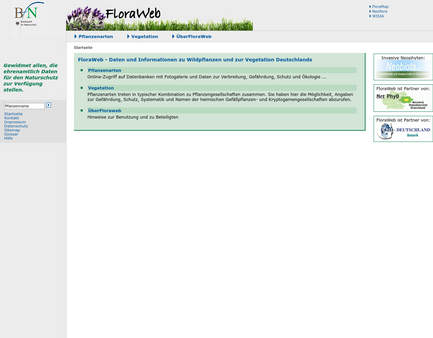 BfN
FloraWeb
FloraMap
NeoFlora
WISIA
Pflanzenarten
Vegetation
ÜberFloraWeb
Startseite
Gewidmet allen, die
ehrenamtlich Daten
für den Naturschutz
zur Verfügung
stellen.
Pflanzenname
Startseite
Kontakt
Impressum
Datenschutz
Sitemap
Glossar
Hilfe
FloraWeb - Daten und Informationen zu Wildpflanzen und zur Vegetation Deutschlands
Pflanzenarten
Online-Zugriff auf Datenbanken mit Fotogalerie und Daten zur Verbreitung, Gefährdung, Schutz und Ökologie ...
Vegetation
Pflanzenarten treten in typischer Kombination zu Pflanzengesellschaften zusammen. Sie haben hier die Möglichkeit, Angaben
zur Gefährdung, Schutz, Systematik und Namen der heimischen Gefäßpflanzen- und Kryptogamengesellschaften abzurufen.
ÜberFloraweb
Hinweise zur Benutzung und zu Beteiligten
Invasive Neophyten:
FloraWeb ist Partner von:
Net PhyD
FloraWeb ist Partner von:
DEUTSCHLAND